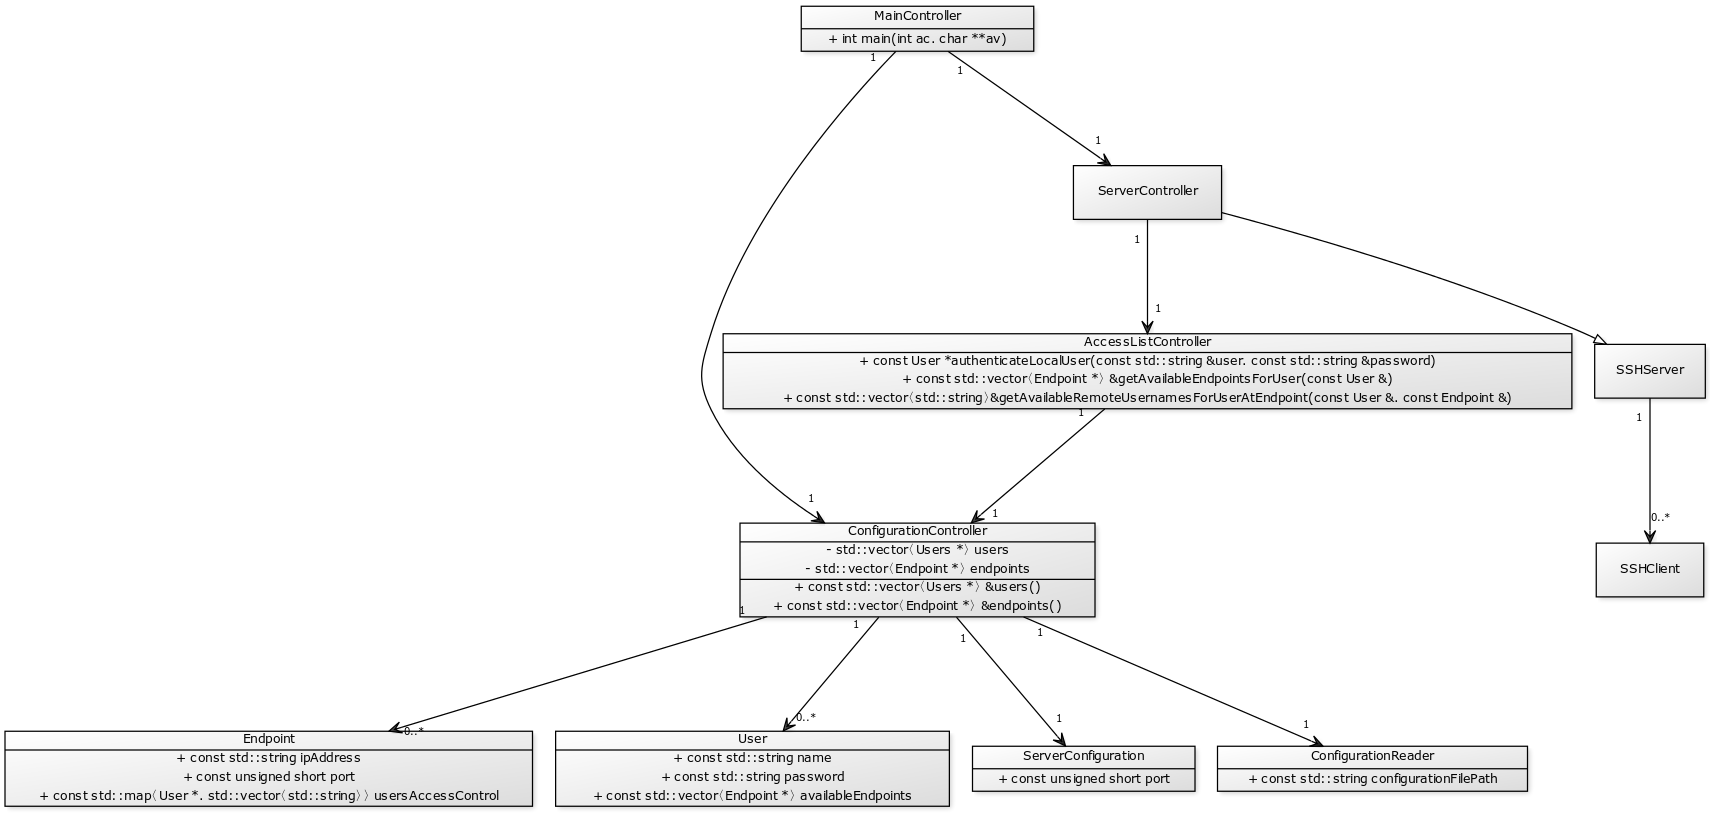 MainController
+ int main(int ac. char **av)
1
1
1
ServerController
1
1
AccessListController
+ const User *authenticateLocalUser(const std::string &user. const std::string &password)
+ const std::vector⟨Endpoint *⟩ &getAvailableEndpointsForUser(const User &)
+ const std::vector⟨std::string⟩&getAvailableRemoteUsernamesForUserAtEndpoint(const User &. const Endpoint &)
SSHServer
1
1
1
1
0..*
ConfigurationController
- std::vector⟨Users *⟩ users
- std::vector⟨Endpoint *⟩ endpoints
+ const std::vector⟨Users *⟩ &users()
+ const std::vector⟨Endpoint *⟩ &endpoints()
SSHClient
1
1
1
1
0..*
0..*
1
1
Endpoint
+ const std::string ipAddress
+ const unsigned short port
+ const std::map⟨User *. std::vector⟨std::string⟩⟩ usersAccessControl
User
+ const std::string name
+ const std::string password
+ const std::vector⟨Endpoint *⟩ availableEndpoints
ServerConfiguration
+ const unsigned short port
ConfigurationReader
+ const std::string configurationFilePath